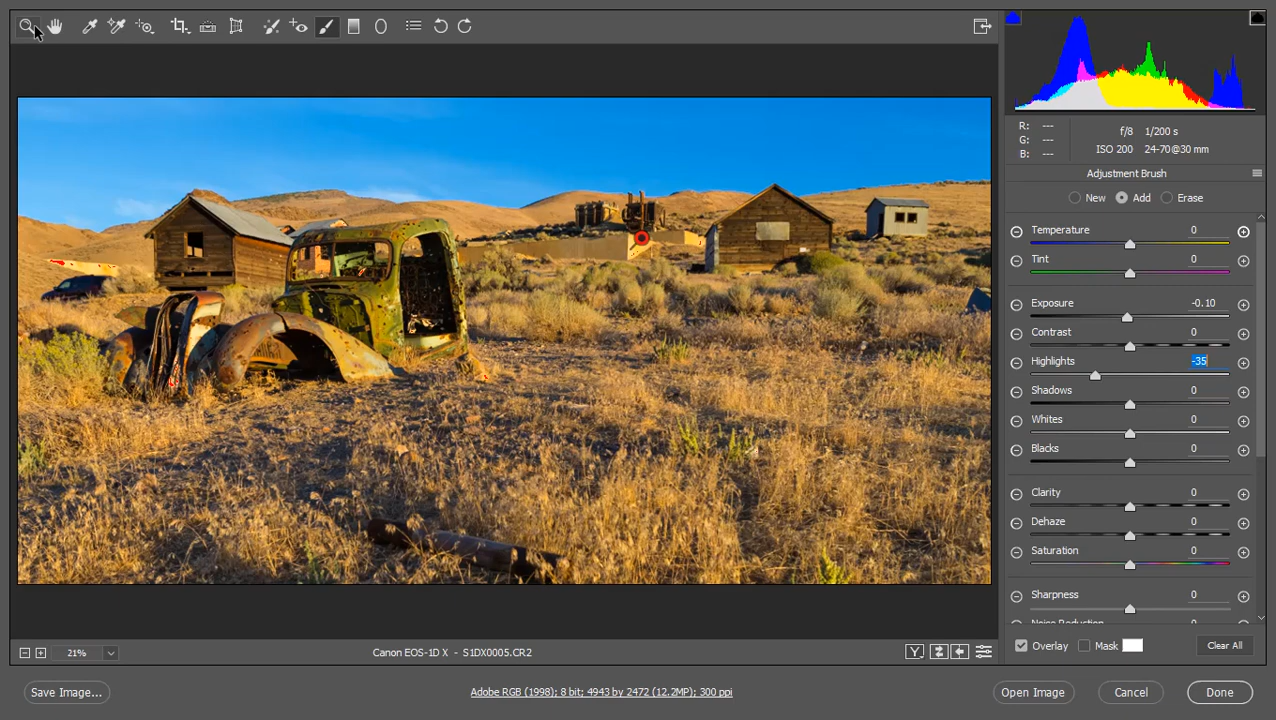 R: ---
G: ---
B: ---
f/8 1/200 s
ISO 200 24-70@30 mm
Adjustment Brush
New Add Erase
Temperature 0
Tint 0
Exposure -0.10
Contrast 0
Highlights -35
Shadows 0
Whites 0
Blacks 0
Clarity 0
Dehaze 0
Saturation 0
Sharpness 0
Noise Reduction
Overlay Mask Clear All
21% Canon EOS-1D X - S1DX0005.CR2 Y
Save Image... Adobe RGB (1998); 8 bit; 4943 by 2472 (12.2MP); 300 ppi Open Image Cancel Done